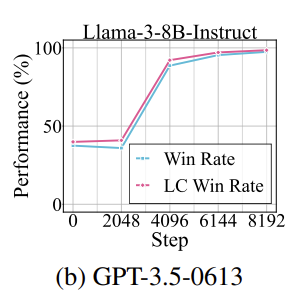 Llama-3-8B-Instruct
Performance (%)
100
50
0
Win Rate
LC Win Rate
0 2048 4096 6144 8192
Step
(b) GPT-3.5-0613